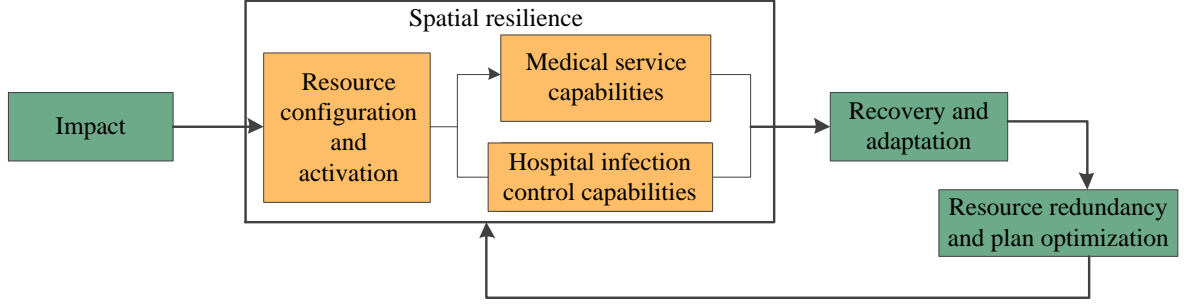 Spatial resilience
Impact
Resource
configuration
and
activation
Medical service
capabilities
Hospital infection
control capabilities
Recovery and
adaptation
Resource redundancy
and plan optimization